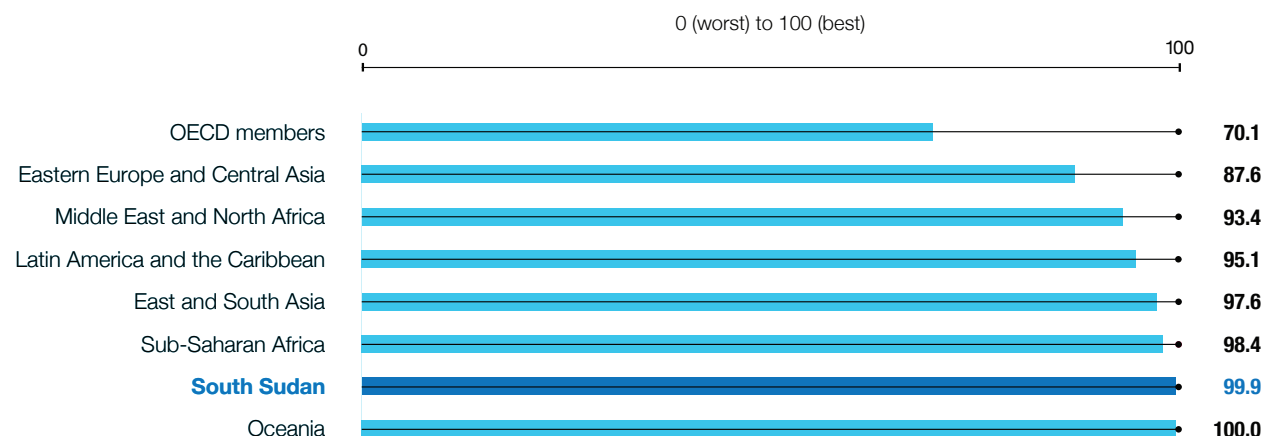 0 (worst) to 100 (best)
0 100
OECD members 70.1
Eastern Europe and Central Asia 87.6
Middle East and North Africa 93.4
Latin America and the Caribbean 95.1
East and South Asia 97.6
Sub-Saharan Africa 98.4
South Sudan 99.9
Oceania 100.0